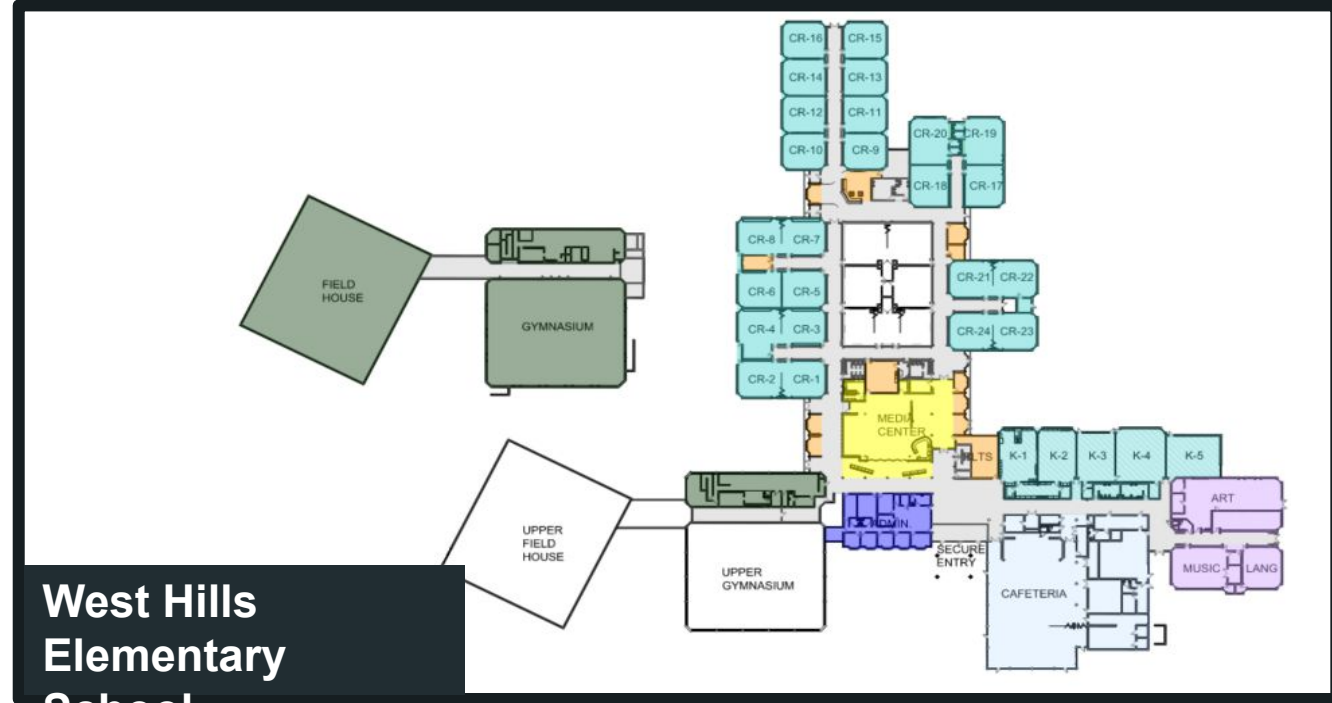 CR-16
CR-15
CR-14
CR-13
CR-12
CR-11
CR-10
CR-9
CR-20
CR-19
CR-18
CR-17
CR-8
CR-7
CR-6
CR-5
CR-4
CR-3
CR-2
CR-1
CR-21
CR-22
CR-24
CR-23
FIELD
HOUSE
GYMNASIUM
MEDIA
CENTER
K-1
K-2
K-3
K-4
K-5
ART
MUSIC
LANG
ADMIN.
SECURE
ENTRY
CAFETERIA
UPPER
FIELD
HOUSE
UPPER
GYMNASIUM
West Hills
Elementary
School